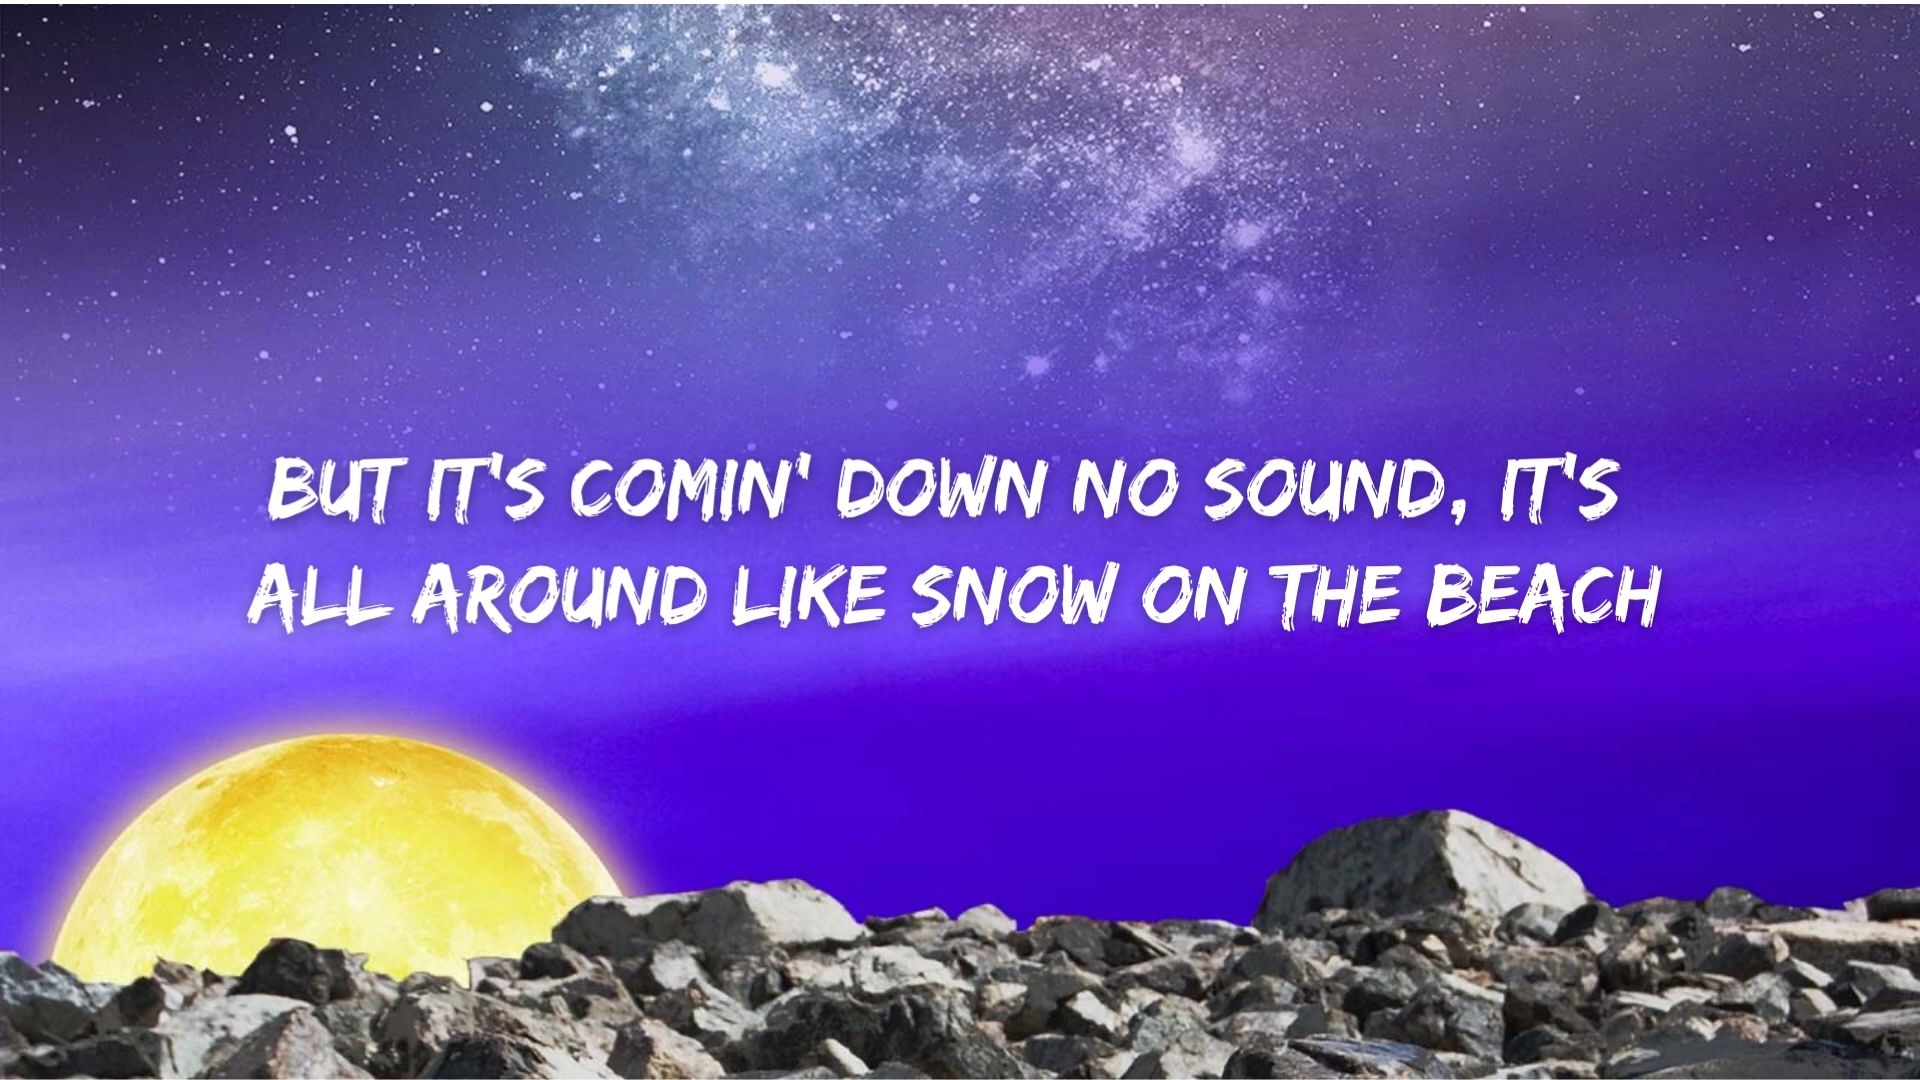 BUT IT'S COMIN' DOWN NO SOUND, IT'S
ALL AROUND LIKE SNOW ON THE BEACH